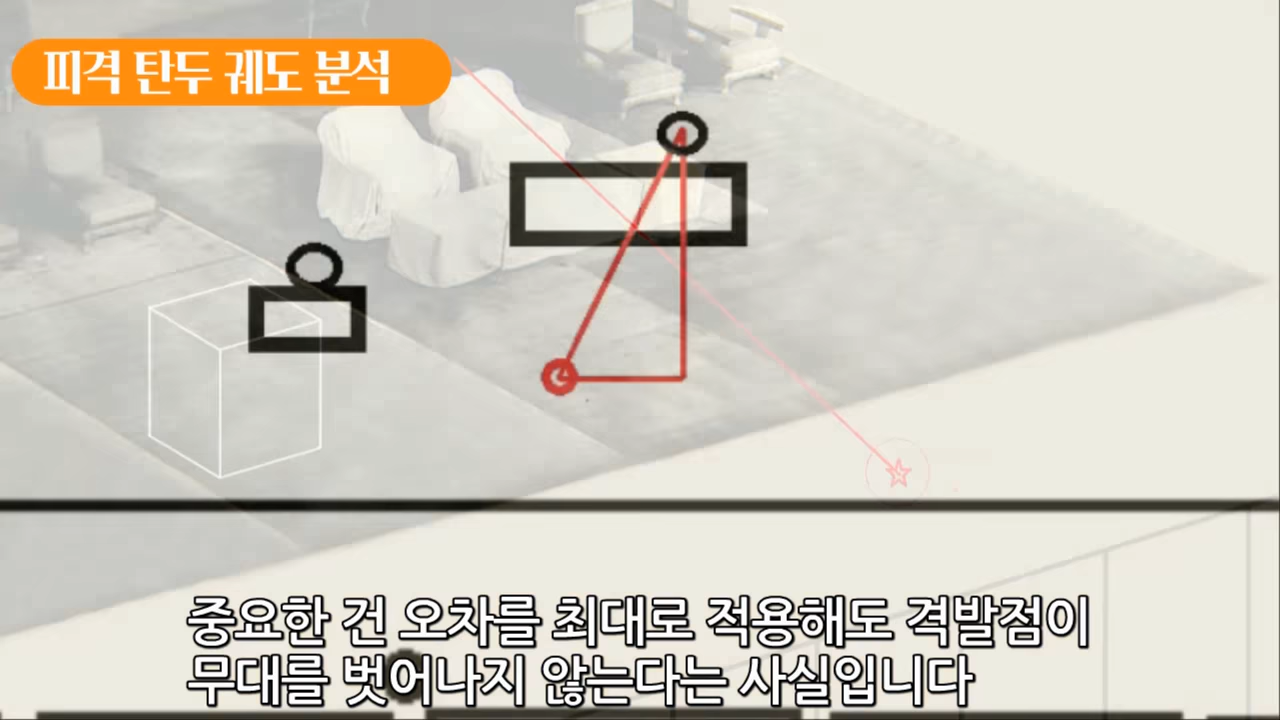 피격 탄두 궤도 분석
중요한 건 오차를 최대로 적용해도 격발점이
무대를 벗어나지 않는다는 사실입니다